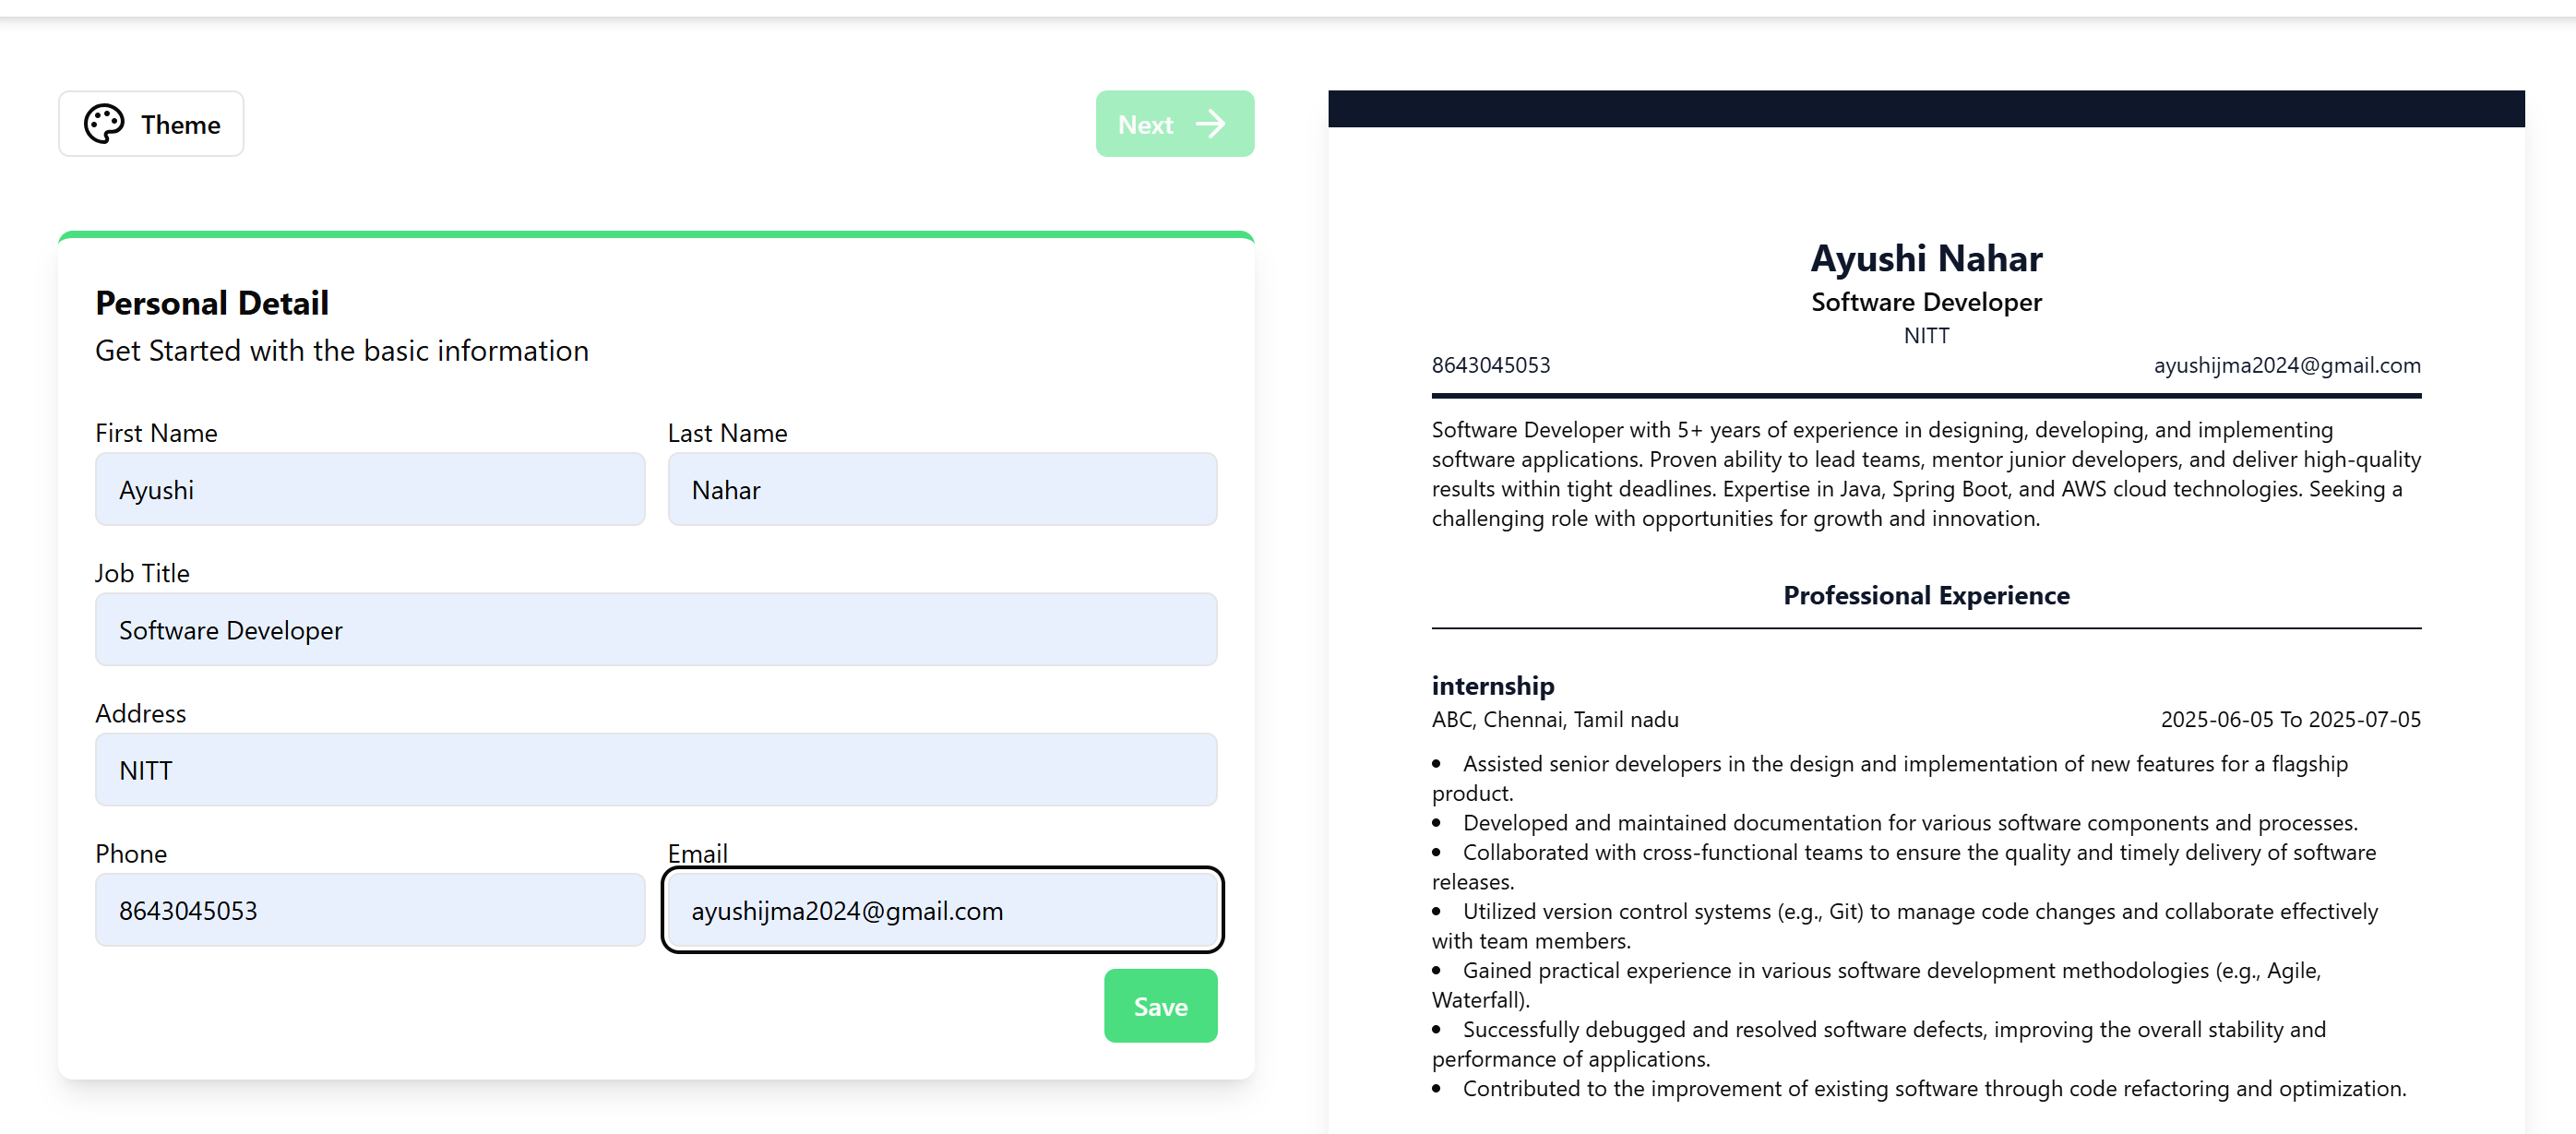 Theme
Next
Personal Detail
Get Started with the basic information
First Name
Last Name
Ayushi
Nahar
Job Title
Software Developer
Address
NITT
Phone
Email
8643045053
ayushijma2024@gmail.com
Save
Ayushi Nahar
Software Developer
NITT
8643045053
ayushijma2024@gmail.com
Software Developer with 5+ years of experience in designing, developing, and implementing
software applications. Proven ability to lead teams, mentor junior developers, and deliver high-quality
results within tight deadlines. Expertise in Java, Spring Boot, and AWS cloud technologies. Seeking a
challenging role with opportunities for growth and innovation.
Professional Experience
internship
ABC, Chennai, Tamil nadu
2025-06-05 To 2025-07-05
• Assisted senior developers in the design and implementation of new features for a flagship
product.
• Developed and maintained documentation for various software components and processes.
• Collaborated with cross-functional teams to ensure the quality and timely delivery of software
releases.
• Utilized version control systems (e.g., Git) to manage code changes and collaborate effectively
with team members.
• Gained practical experience in various software development methodologies (e.g., Agile,
Waterfall).
• Successfully debugged and resolved software defects, improving the overall stability and
performance of applications.
• Contributed to the improvement of existing software through code refactoring and optimization.